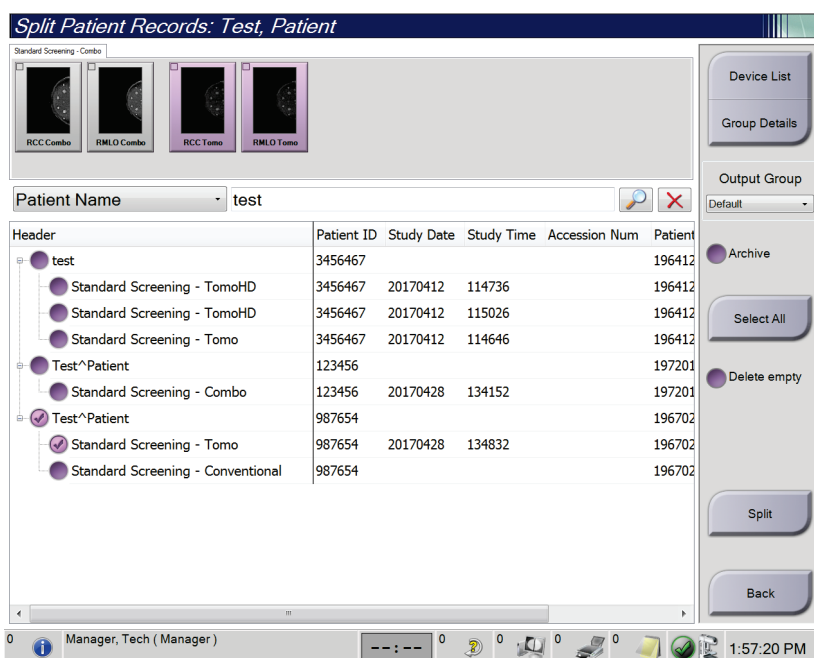 Split Patient Records: Test, Patient
Standard Screening - Combo
RCC Combo RMLO Combo RCC Tomo RMLO Tomo
Device List
Group Details
Output Group
Default
Patient Name test
Header Patient ID Study Date Study Time Accession Num Patient
test 3456467 196412
Standard Screening - TomoHD 3456467 20170412 114736 196412
Standard Screening - TomoHD 3456467 20170412 115026 196412
Standard Screening - Tomo 3456467 20170412 114646 196412
Test^Patient 123456 197201
Standard Screening - Combo 123456 20170428 134152 197201
Test^Patient 987654 196702
Standard Screening - Tomo 987654 20170428 134832 196702
Standard Screening - Conventional 987654 196702
Archive
Select All
Delete empty
Split
Back
0 Manager, Tech ( Manager ) --:-- 0 0 0 0 1:57:20 PM